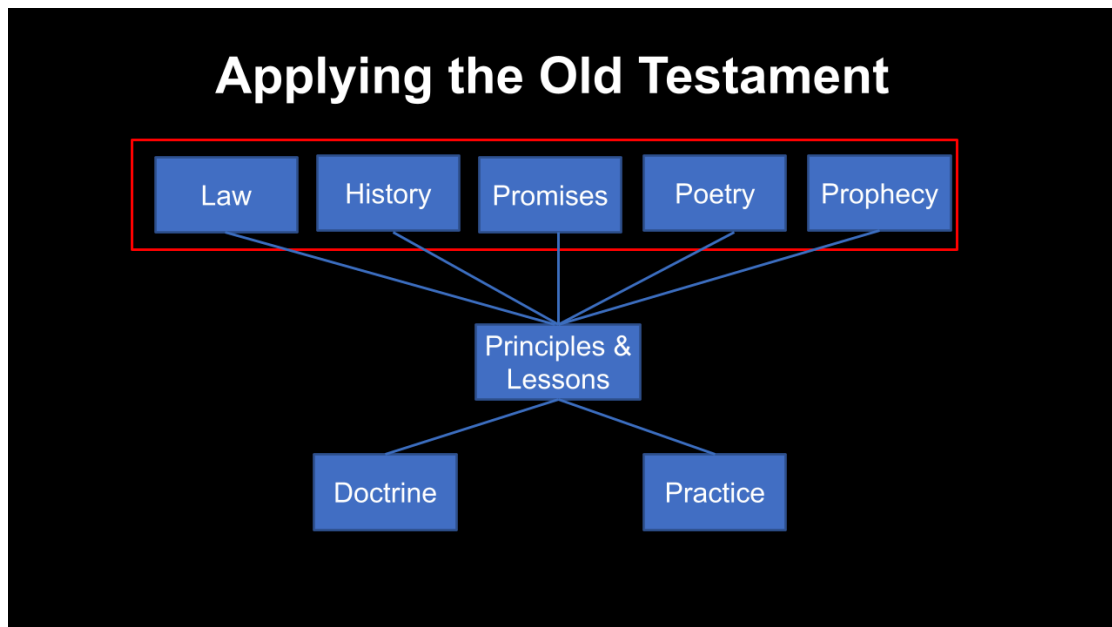 Applying the Old Testament
Law
History
Promises
Poetry
Prophecy
Principles &
Lessons
Doctrine
Practice